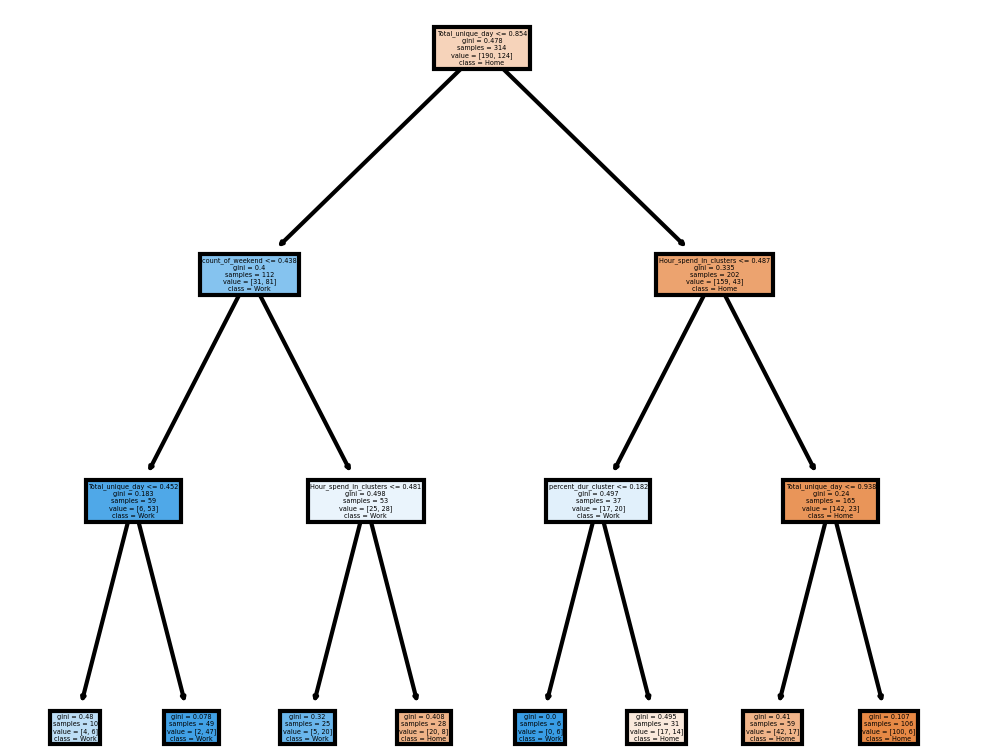 Total_unique_day <= 0.854
gini = 0.478
samples = 314
value = [190, 124]
class = Home
count_of_weekend <= 0.438
gini = 0.4
samples = 112
value = [31, 81]
class = Work
Hour_spend_in_clusters <= 0.487
gini = 0.335
samples = 202
value = [159, 43]
class = Home
Total_unique_day <= 0.452
gini = 0.183
samples = 59
value = [6, 53]
class = Work
Hour_spend_in_clusters <= 0.481
gini = 0.498
samples = 53
value = [25, 28]
class = Work
percent_dur_cluster <= 0.182
gini = 0.497
samples = 37
value = [17, 20]
class = Work
Total_unique_day <= 0.938
gini = 0.24
samples = 165
value = [142, 23]
class = Home
gini = 0.48
samples = 10
value = [4, 6]
class = Work
gini = 0.078
samples = 49
value = [2, 47]
class = Work
gini = 0.32
samples = 25
value = [5, 20]
class = Work
gini = 0.408
samples = 28
value = [20, 8]
class = Home
gini = 0.0
samples = 6
value = [0, 6]
class = Work
gini = 0.495
samples = 31
value = [17, 14]
class = Home
gini = 0.41
samples = 59
value = [42, 17]
class = Home
gini = 0.107
samples = 106
value = [100, 6]
class = Home